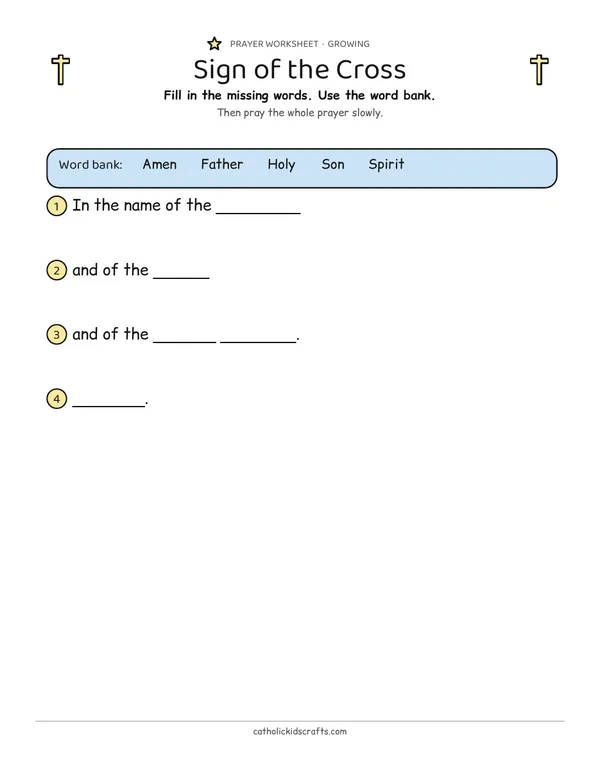 PRAYER WORKSHEET · GROWING
Sign of the Cross
Fill in the missing words. Use the word bank.
Then pray the whole prayer slowly.
Word bank: Amen Father Holy Son Spirit
1 In the name of the _________
2 and of the ______
3 and of the _______ ________.
4 ________.
catholickidscrafts.com